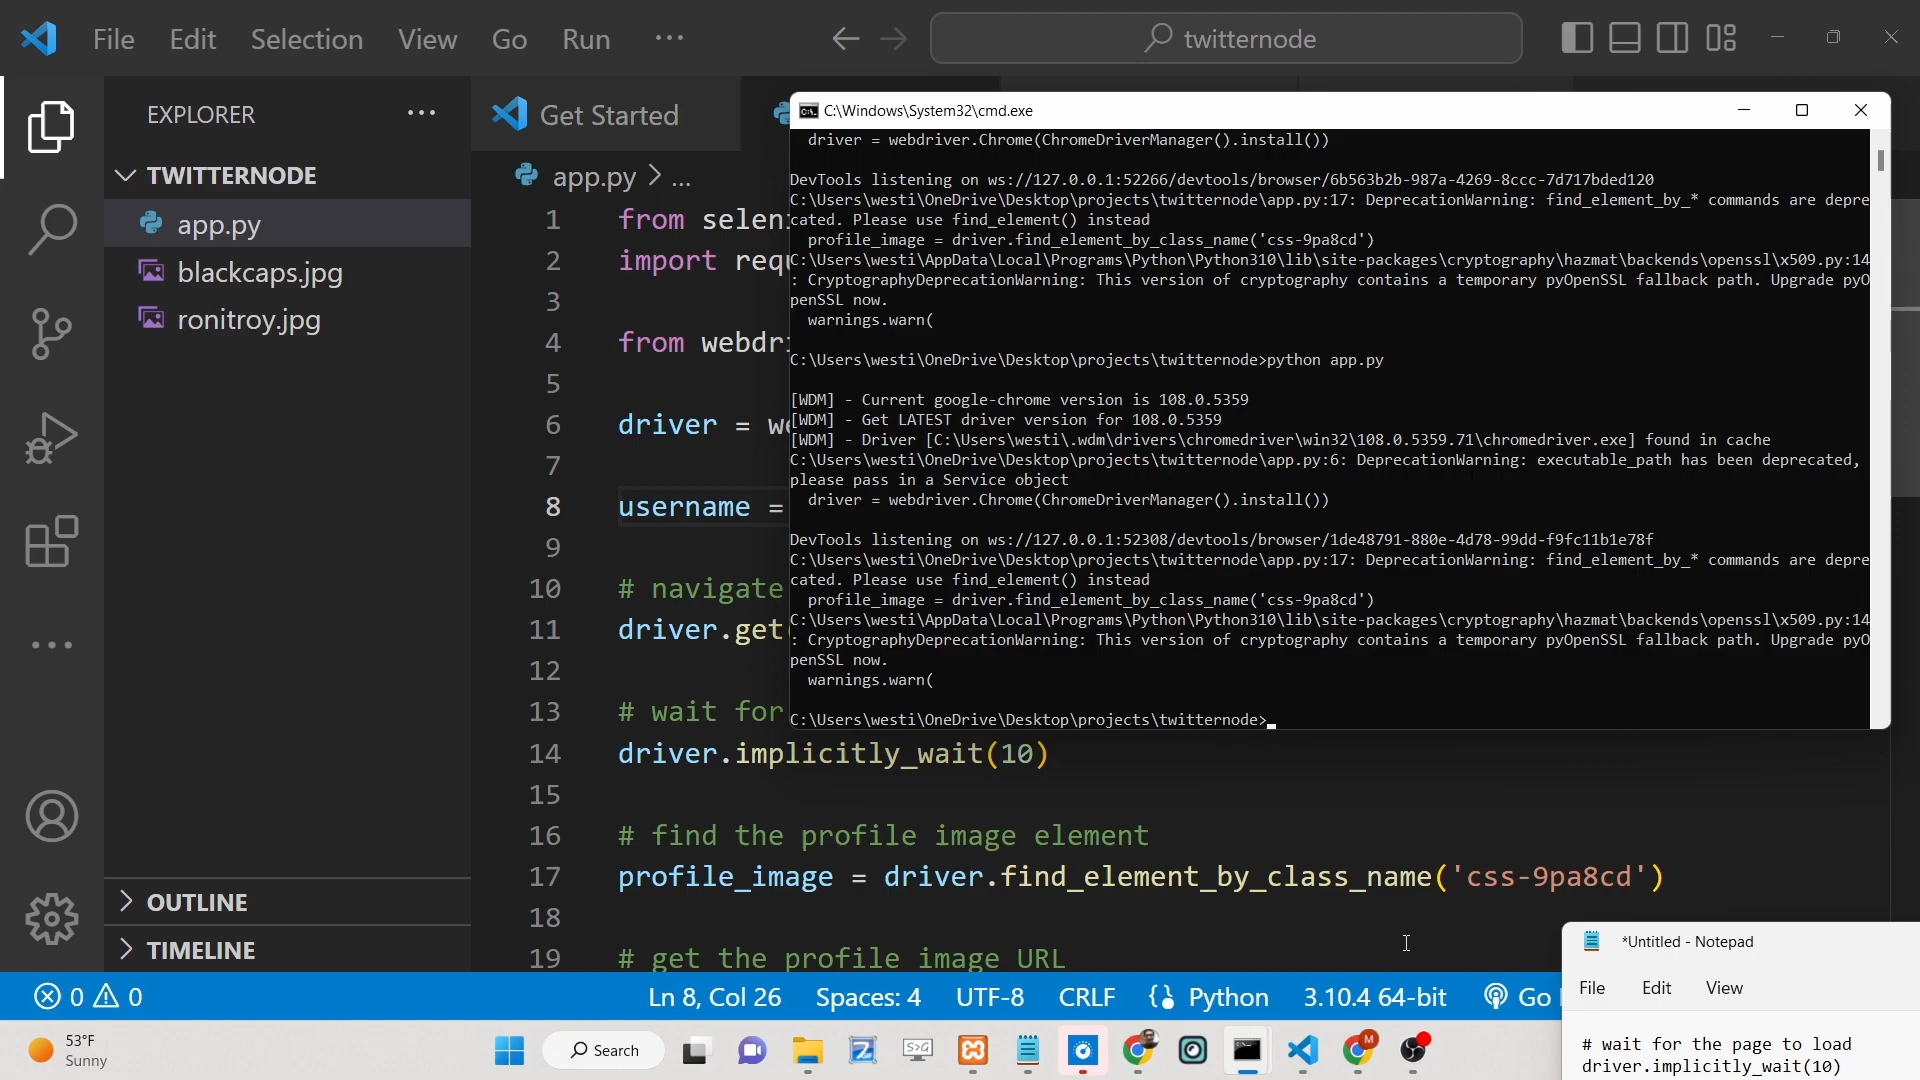 File Edit Selection View Go Run ···
twitternode
EXPLORER
TWITTERNODE
app.py
blackcaps.jpg
ronitroy.jpg
OUTLINE
TIMELINE
Get Started
app.py > ...
1 from seleni
2 import requ
3
4 from webdri
5
6 driver = we
7
8 username =
9
10 # navigate
11 driver.get(
12
13 # wait for
14 driver.implicitly_wait(10)
15
16 # find the profile image element
17 profile_image = driver.find_element_by_class_name('css-9pa8cd')
18
19 # get the profile image URL
C:\Windows\System32\cmd.exe
driver = webdriver.Chrome(ChromeDriverManager().install())
DevTools listening on ws://127.0.0.1:52266/devtools/browser/6b563b2b-987a-4269-8ccc-7d717bded120
C:\Users\westi\OneDrive\Desktop\projects\twitternode\app.py:17: DeprecationWarning: find_element_by_* commands are depre
cated. Please use find_element() instead
profile_image = driver.find_element_by_class_name('css-9pa8cd')
C:\Users\westi\AppData\Local\Programs\Python\Python310\lib\site-packages\cryptography\hazmat\backends\openssl\x509.py:14
: CryptographyDeprecationWarning: This version of cryptography contains a temporary pyOpenSSL fallback path. Upgrade pyO
penSSL now.
warnings.warn(
C:\Users\westi\OneDrive\Desktop\projects\twitternode>python app.py
[WDM] - Current google-chrome version is 108.0.5359
[WDM] - Get LATEST driver version for 108.0.5359
[WDM] - Driver [C:\Users\westi\.wdm\drivers\chromedriver\win32\108.0.5359.71\chromedriver.exe] found in cache
C:\Users\westi\OneDrive\Desktop\projects\twitternode\app.py:6: DeprecationWarning: executable_path has been deprecated,
please pass in a Service object
driver = webdriver.Chrome(ChromeDriverManager().install())
DevTools listening on ws://127.0.0.1:52308/devtools/browser/1de48791-880e-4d78-99dd-f9fc11b1e78f
C:\Users\westi\OneDrive\Desktop\projects\twitternode\app.py:17: DeprecationWarning: find_element_by_* commands are depre
cated. Please use find_element() instead
profile_image = driver.find_element_by_class_name('css-9pa8cd')
C:\Users\westi\AppData\Local\Programs\Python\Python310\lib\site-packages\cryptography\hazmat\backends\openssl\x509.py:14
: CryptographyDeprecationWarning: This version of cryptography contains a temporary pyOpenSSL fallback path. Upgrade pyO
penSSL now.
warnings.warn(
C:\Users\westi\OneDrive\Desktop\projects\twitternode>
*Untitled - Notepad
File Edit View
# wait for the page to load
driver.implicitly_wait(10)
0 0 Ln 8, Col 26 Spaces: 4 UTF-8 CRLF Python 3.10.4 64-bit Go
53°F
Sunny
Search